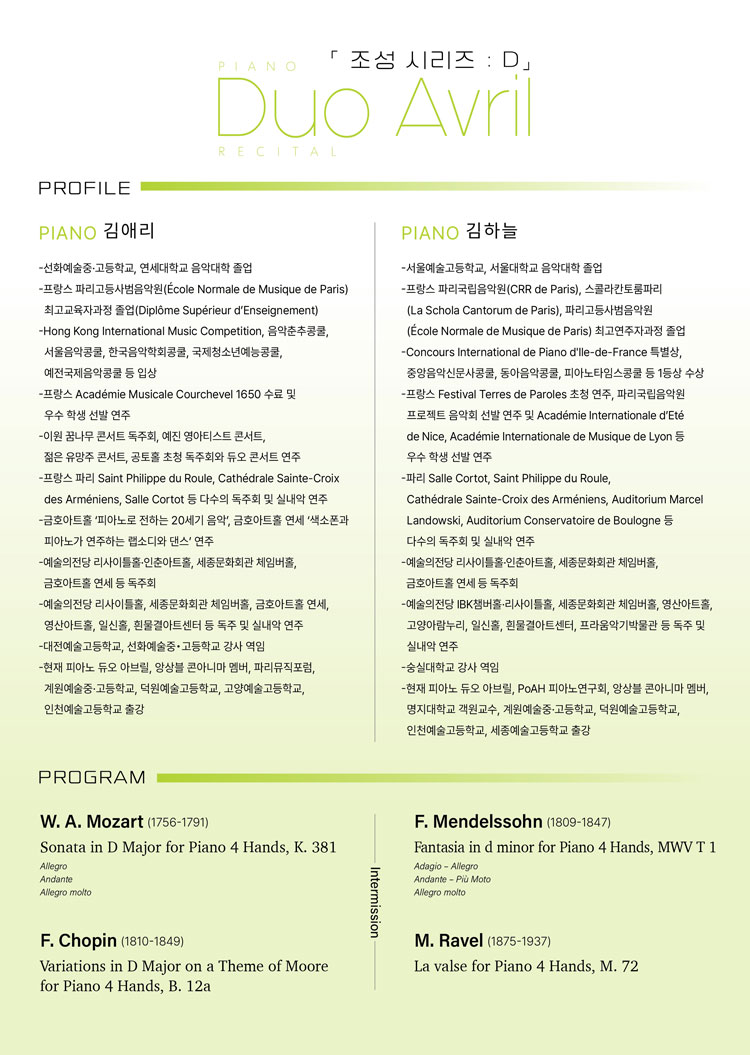 PIANO
「 조성 시리즈 : D」
Duo Avril
RECITAL
PROFILE
PIANO 김애리
-선화예술중·고등학교, 연세대학교 음악대학 졸업
-프랑스 파리고등사범음악원(École Normale de Musique de Paris)
최고교육자과정 졸업(Diplôme Supérieur d’Enseignement)
-Hong Kong International Music Competition, 음악춘추콩쿨,
서울음악콩쿨, 한국음악학회콩쿨, 국제청소년예능콩쿨,
예전국제음악콩쿨 등 입상
-프랑스 Académie Musicale Courchevel 1650 수료 및
우수 학생 선발 연주
-이원 꿈나무 콘서트 독주회, 예진 영아티스트 콘서트,
젊은 유망주 콘서트, 공토홀 초청 독주회와 듀오 콘서트 연주
-프랑스 파리 Saint Philippe du Roule, Cathédrale Sainte-Croix
des Arméniens, Salle Cortot 등 다수의 독주회 및 실내악 연주
-금호아트홀 ‘피아노로 전하는 20세기 음악’, 금호아트홀 연세 ‘색소폰과
피아노가 연주하는 랩소디와 댄스’ 연주
-예술의전당 리사이틀홀·인춘아트홀, 세종문화회관 체임버홀,
금호아트홀 연세 등 독주회
-예술의전당 리사이틀홀, 세종문화회관 체임버홀, 금호아트홀 연세,
영산아트홀, 일신홀, 흰물결아트센터 등 독주 및 실내악 연주
-대전예술고등학교, 선화예술중•고등학교 강사 역임
-현재 피아노 듀오 아브릴, 앙상블 콘아니마 멤버, 파리뮤직포럼,
계원예술중·고등학교, 덕원예술고등학교, 고양예술고등학교,
인천예술고등학교 출강
PIANO 김하늘
-서울예술고등학교, 서울대학교 음악대학 졸업
-프랑스 파리국립음악원(CRR de Paris), 스콜라칸토룸파리
(La Schola Cantorum de Paris), 파리고등사범음악원
(École Normale de Musique de Paris) 최고연주자과정 졸업
-Concours International de Piano d'Ile-de-France 특별상,
중앙음악신문사콩쿨, 동아음악콩쿨, 피아노타임스콩쿨 등 1등상 수상
-프랑스 Festival Terres de Paroles 초청 연주, 파리국립음악원
프로젝트 음악회 선발 연주 및 Académie Internationale d’Eté
de Nice, Académie Internationale de Musique de Lyon 등
우수 학생 선발 연주
-파리 Salle Cortot, Saint Philippe du Roule,
Cathédrale Sainte-Croix des Arméniens, Auditorium Marcel
Landowski, Auditorium Conservatoire de Boulogne 등
다수의 독주회 및 실내악 연주
-예술의전당 리사이틀홀·인춘아트홀, 세종문화회관 체임버홀,
금호아트홀 연세 등 독주회
-예술의전당 IBK챔버홀·리사이틀홀, 세종문화회관 체임버홀, 영산아트홀,
고양아람누리, 일신홀, 흰물결아트센터, 프라움악기박물관 등 독주 및
실내악 연주
-숭실대학교 강사 역임
-현재 피아노 듀오 아브릴, PoAH 피아노연구회, 앙상블 콘아니마 멤버,
명지대학교 객원교수, 계원예술중·고등학교, 덕원예술고등학교,
인천예술고등학교, 세종예술고등학교 출강
PROGRAM
W. A. Mozart (1756-1791)
Sonata in D Major for Piano 4 Hands, K. 381
Allegro
Andante
Allegro molto
F. Chopin (1810-1849)
Variations in D Major on a Theme of Moore
for Piano 4 Hands, B. 12a
Intermission
F. Mendelssohn (1809-1847)
Fantasia in d minor for Piano 4 Hands, MWV T 1
Adagio – Allegro
Andante – Più Moto
Allegro molto
M. Ravel (1875-1937)
La valse for Piano 4 Hands, M. 72